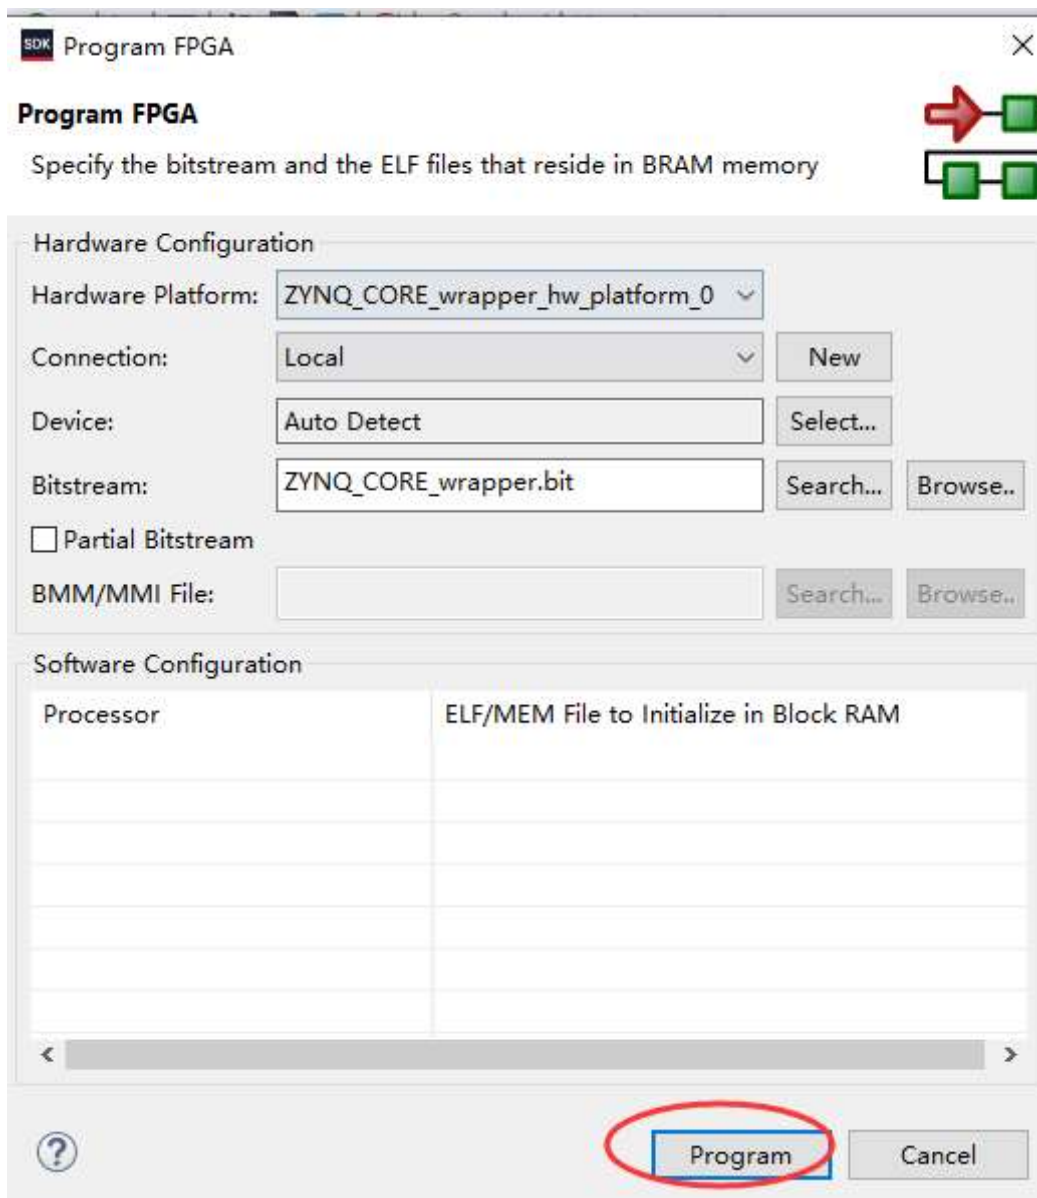 SDK Program FPGA
Program FPGA
Specify the bitstream and the ELF files that reside in BRAM memory
Hardware Configuration
Hardware Platform: ZYNQ_CORE_wrapper_hw_platform_0
Connection: Local New
Device: Auto Detect Select...
Bitstream: ZYNQ_CORE_wrapper.bit Search... Browse..
Partial Bitstream
BMM/MMI File: Search... Browse..
Software Configuration
Processor ELF/MEM File to Initialize in Block RAM
? Program Cancel